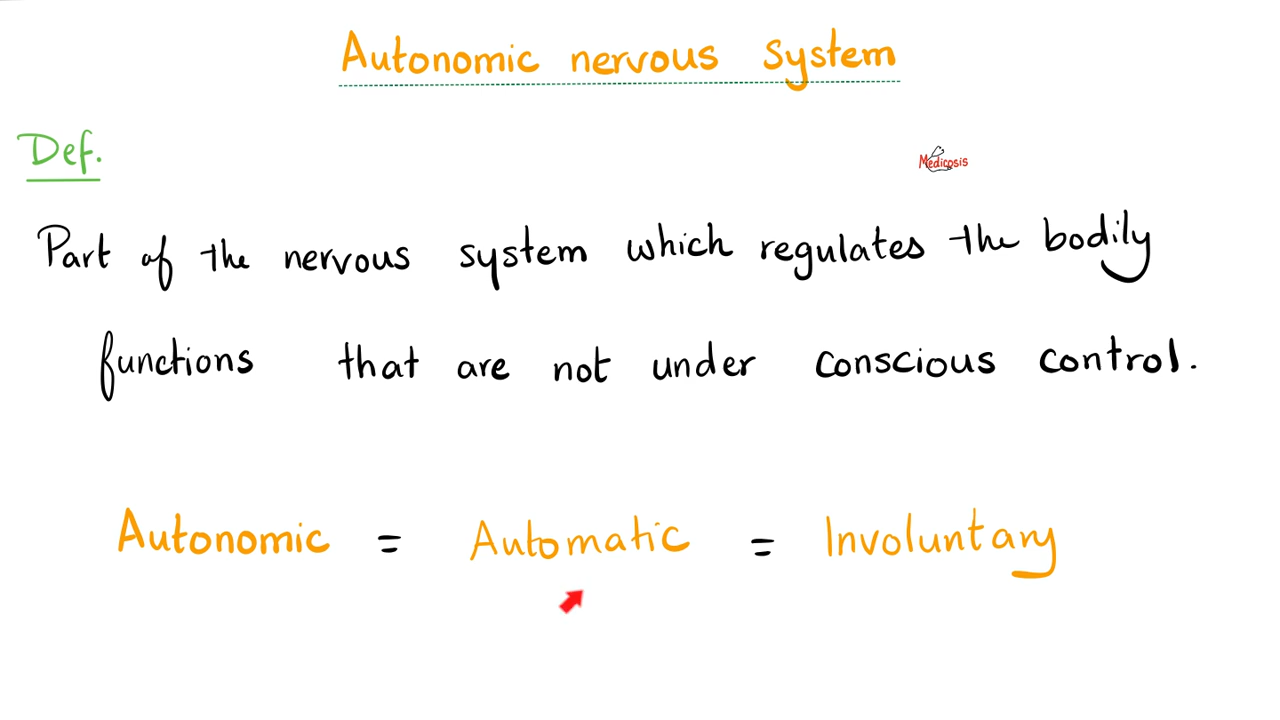 Autonomic nervous system
Def.
Medicosis
Part of the nervous system which regulates the bodily
functions that are not under conscious control.
Autonomic = Automatic = Involuntary